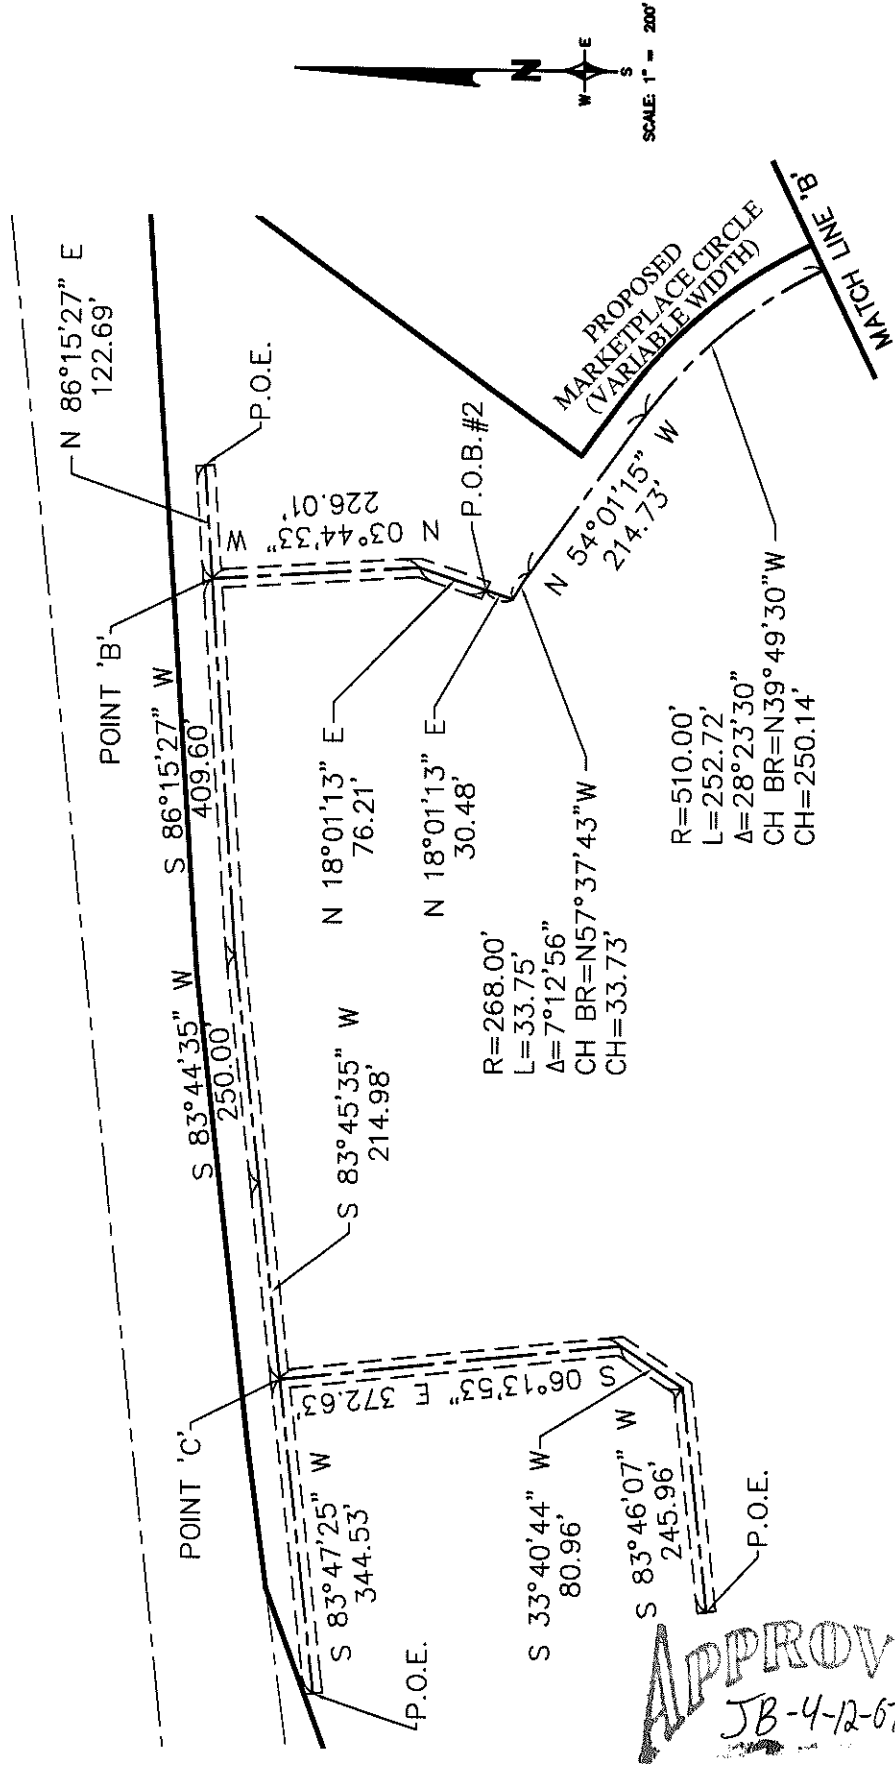 N 86°15'27" E
122.69'
P.O.E.
POINT 'B'
S 86°15'27" W
409.60'
S 83°44'35" W
250.00'
S 83°45'35" W
214.98'
N 03°44'33" W
226.01'
P.O.B.#2
N 18°01'13" E
76.21'
N 18°01'13" E
30.48'
N 54°01'15" W
214.73'
PROPOSED
MARKETPLACE CIRCLE
(VARIABLE WIDTH)
MATCH LINE 'B'
R=268.00'
L=33.75'
Δ=7°12'56"
CH BR=N57°37'43"W
CH=33.73'
R=510.00'
L=252.72'
Δ=28°23'30"
CH BR=N39°49'30"W
CH=250.14'
POINT 'C'
S 83°47'25" W
344.53'
P.O.E.
S 06°13'53" E 372.63'
S 33°40'44" W
80.96'
S 83°46'07" W
245.96'
P.O.E.
N
W E
S
SCALE: 1" = 200'
APPROV